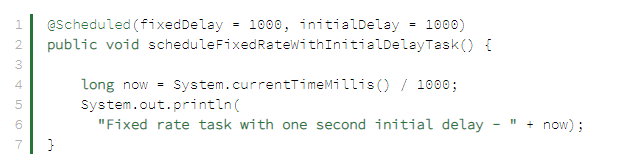 1 @Scheduled(fixedDelay = 1000, initialDelay = 1000)
2 public void scheduleFixedRateWithInitialDelayTask() {
3
4     long now = System.currentTimeMillis() / 1000;
5     System.out.println(
6       "Fixed rate task with one second initial delay - " + now);
7 }